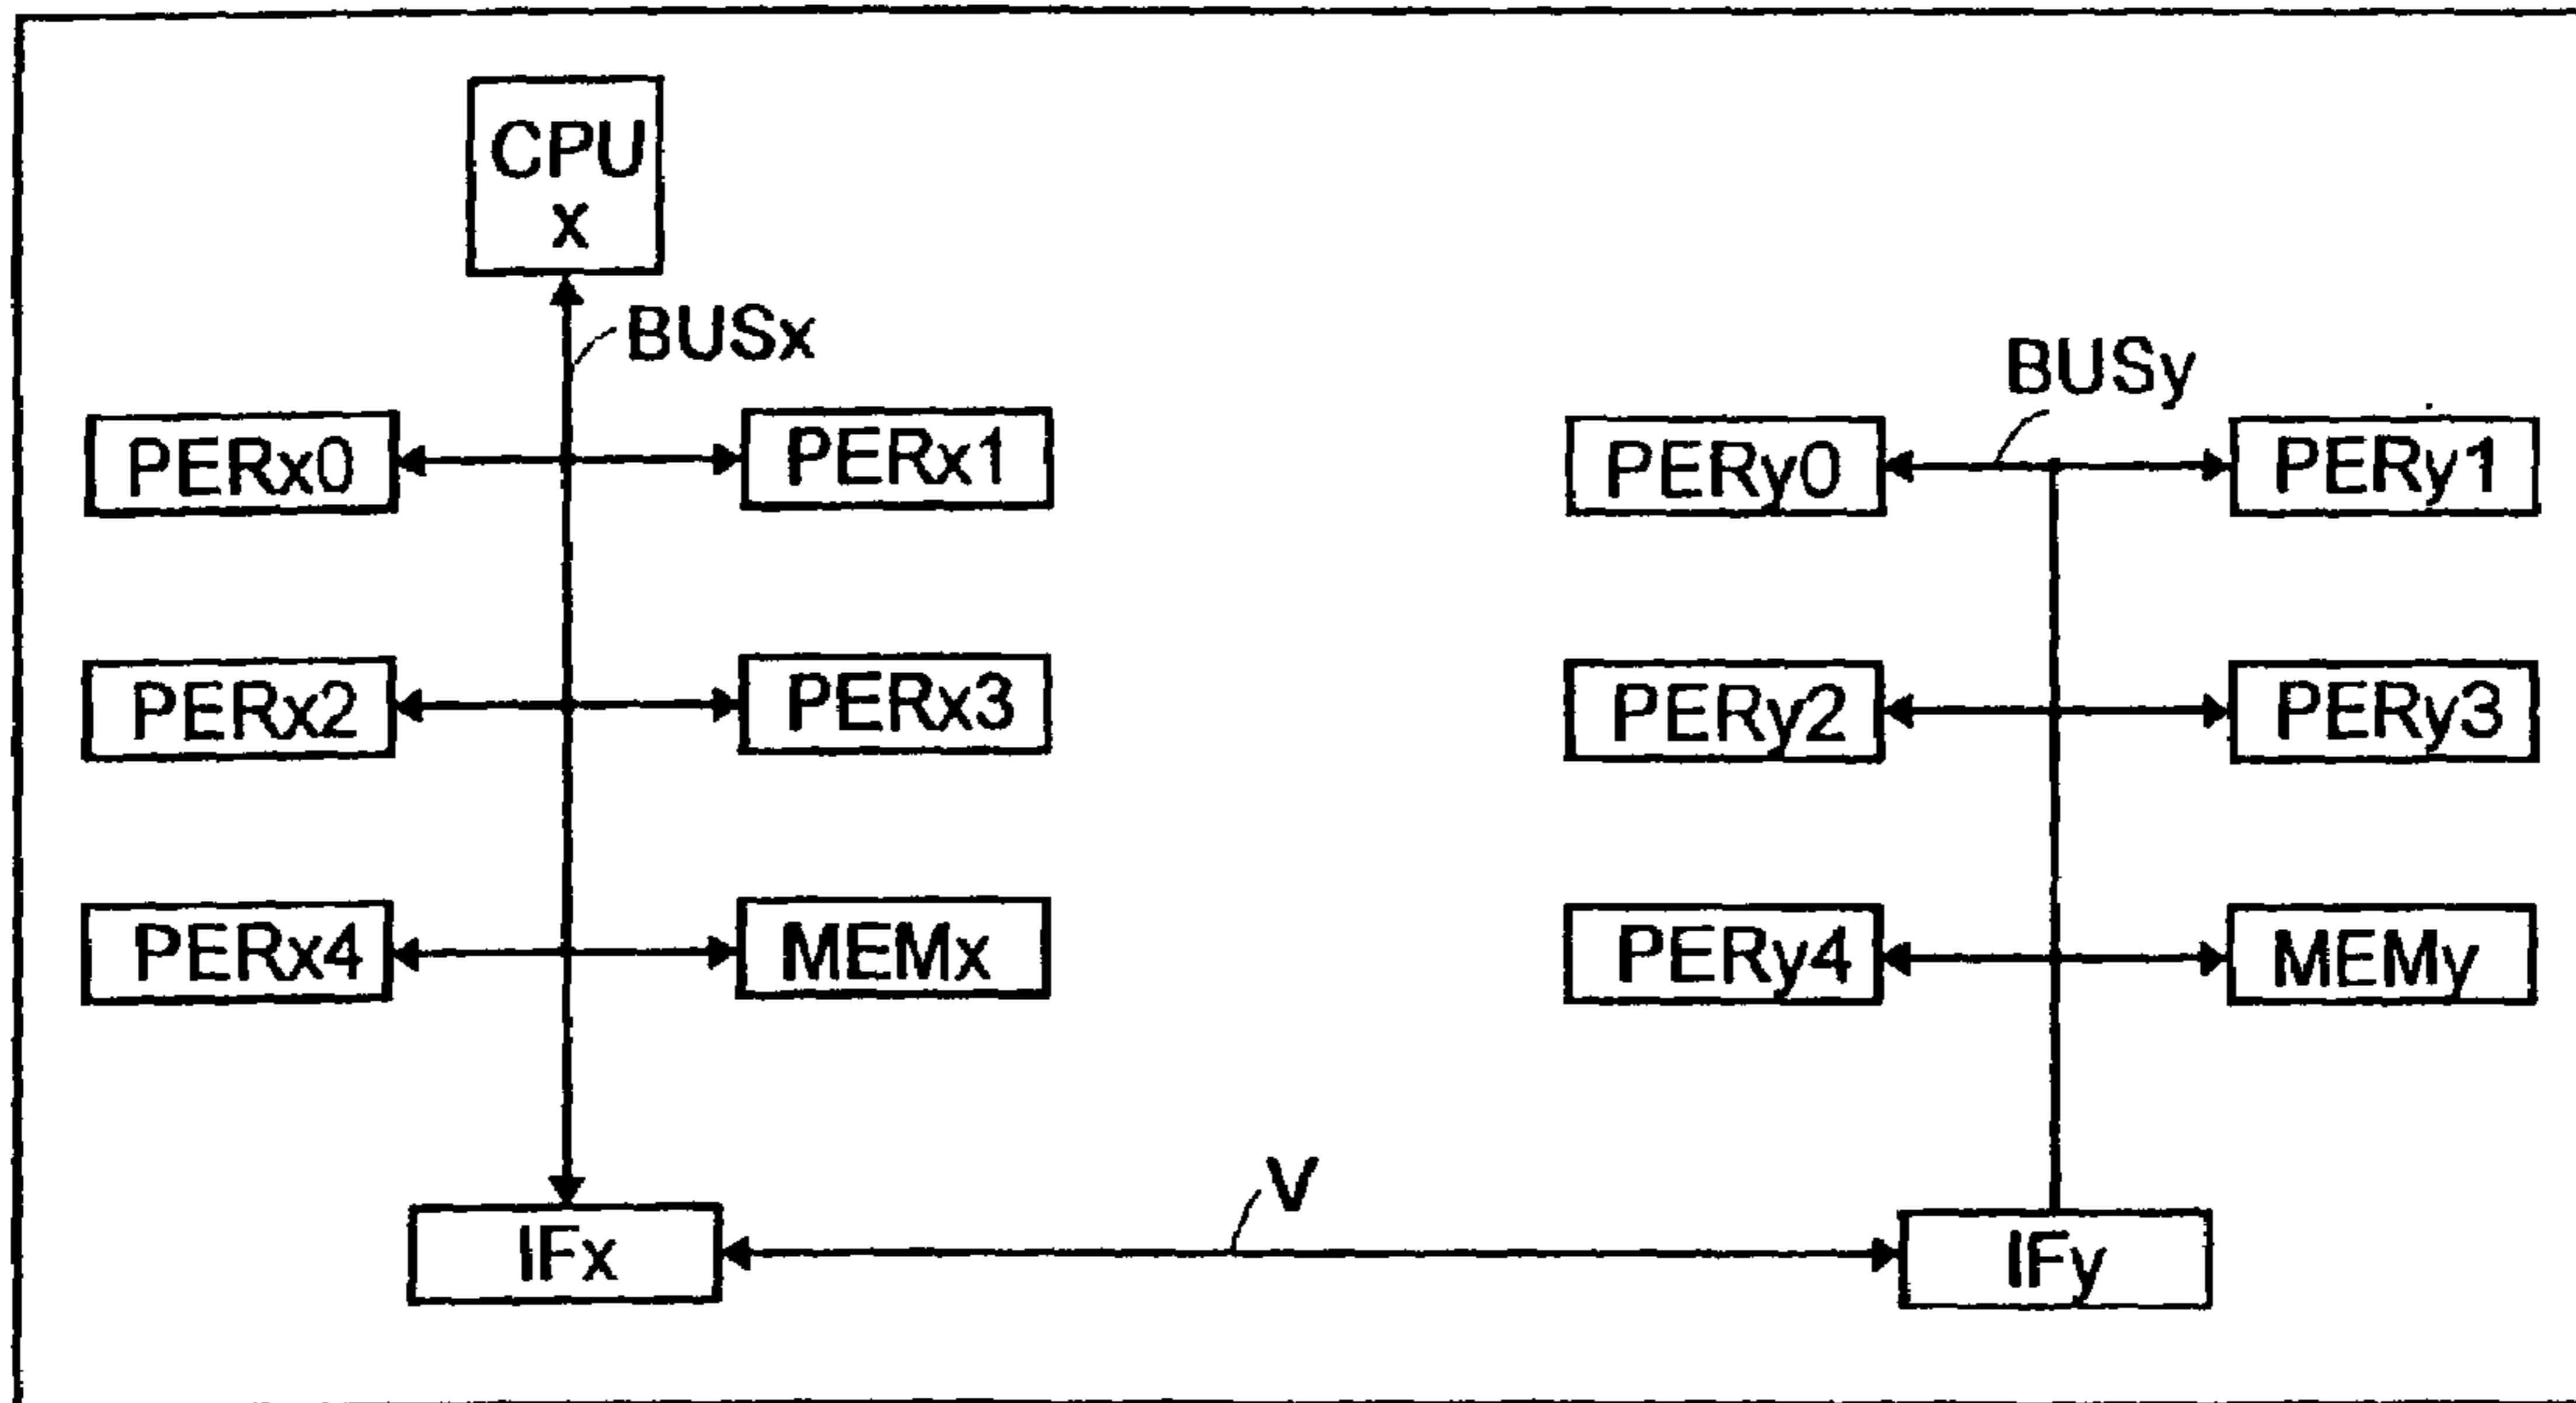 CPU
x
BUSx
BUSy
PERx0
PERx1
PERy0
PERy1
PERx2
PERx3
PERy2
PERy3
PERx4
MEMx
PERy4
MEMy
V
IFx
IFy